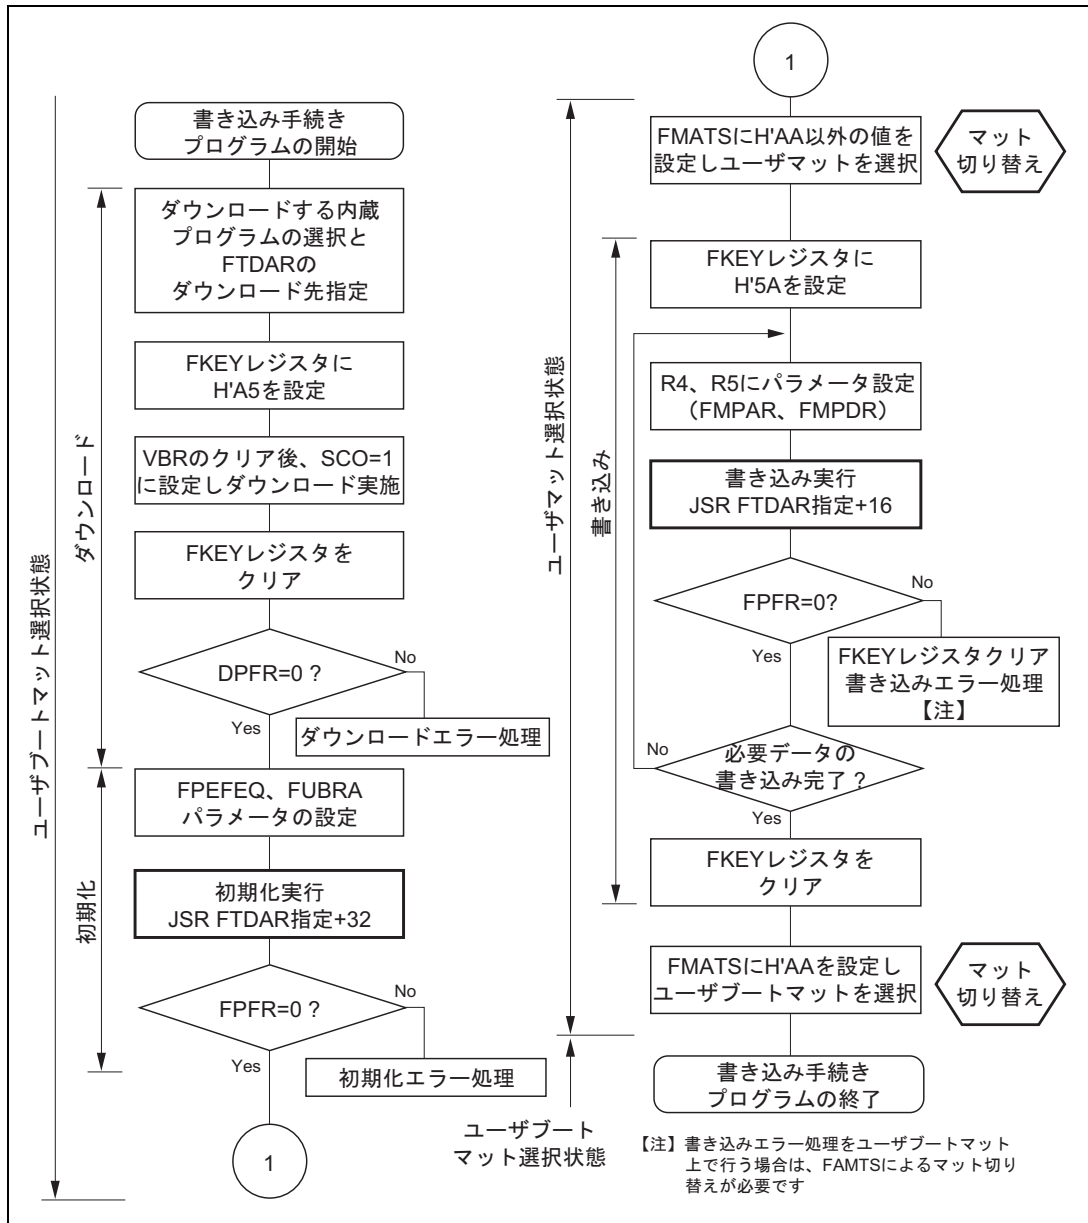 書き込み手続き
プログラムの開始
ダウンロードする内蔵
プログラムの選択と
FTDARの
ダウンロード先指定
FKEYレジスタに
H'A5を設定
VBRのクリア後、SCO=1
に設定しダウンロード実施
FKEYレジスタを
クリア
DPFR=0 ?
No
Yes
ダウンロードエラー処理
FPEFEQ、FUBRA
パラメータの設定
初期化実行
JSR FTDAR指定+32
FPFR=0 ?
No
Yes
初期化エラー処理
1
ダウンロード
初期化
ユーザブートマット選択状態
1
FMATSにH'AA以外の値を
設定しユーザマットを選択
マット
切り替え
FKEYレジスタに
H'5Aを設定
R4、R5にパラメータ設定
（FMPAR、FMPDR）
書き込み実行
JSR FTDAR指定+16
FPFR=0?
No
Yes
FKEYレジスタクリア
書き込みエラー処理
【注】
必要データの
書き込み完了 ?
No
Yes
FKEYレジスタを
クリア
FMATSにH'AAを設定し
ユーザブートマットを選択
マット
切り替え
書き込み手続き
プログラムの終了
書き込み
ユーザマット選択状態
ユーザブート
マット選択状態
【注】書き込みエラー処理をユーザブートマット
上で行う場合は、FAMTSによるマット切り
替えが必要です